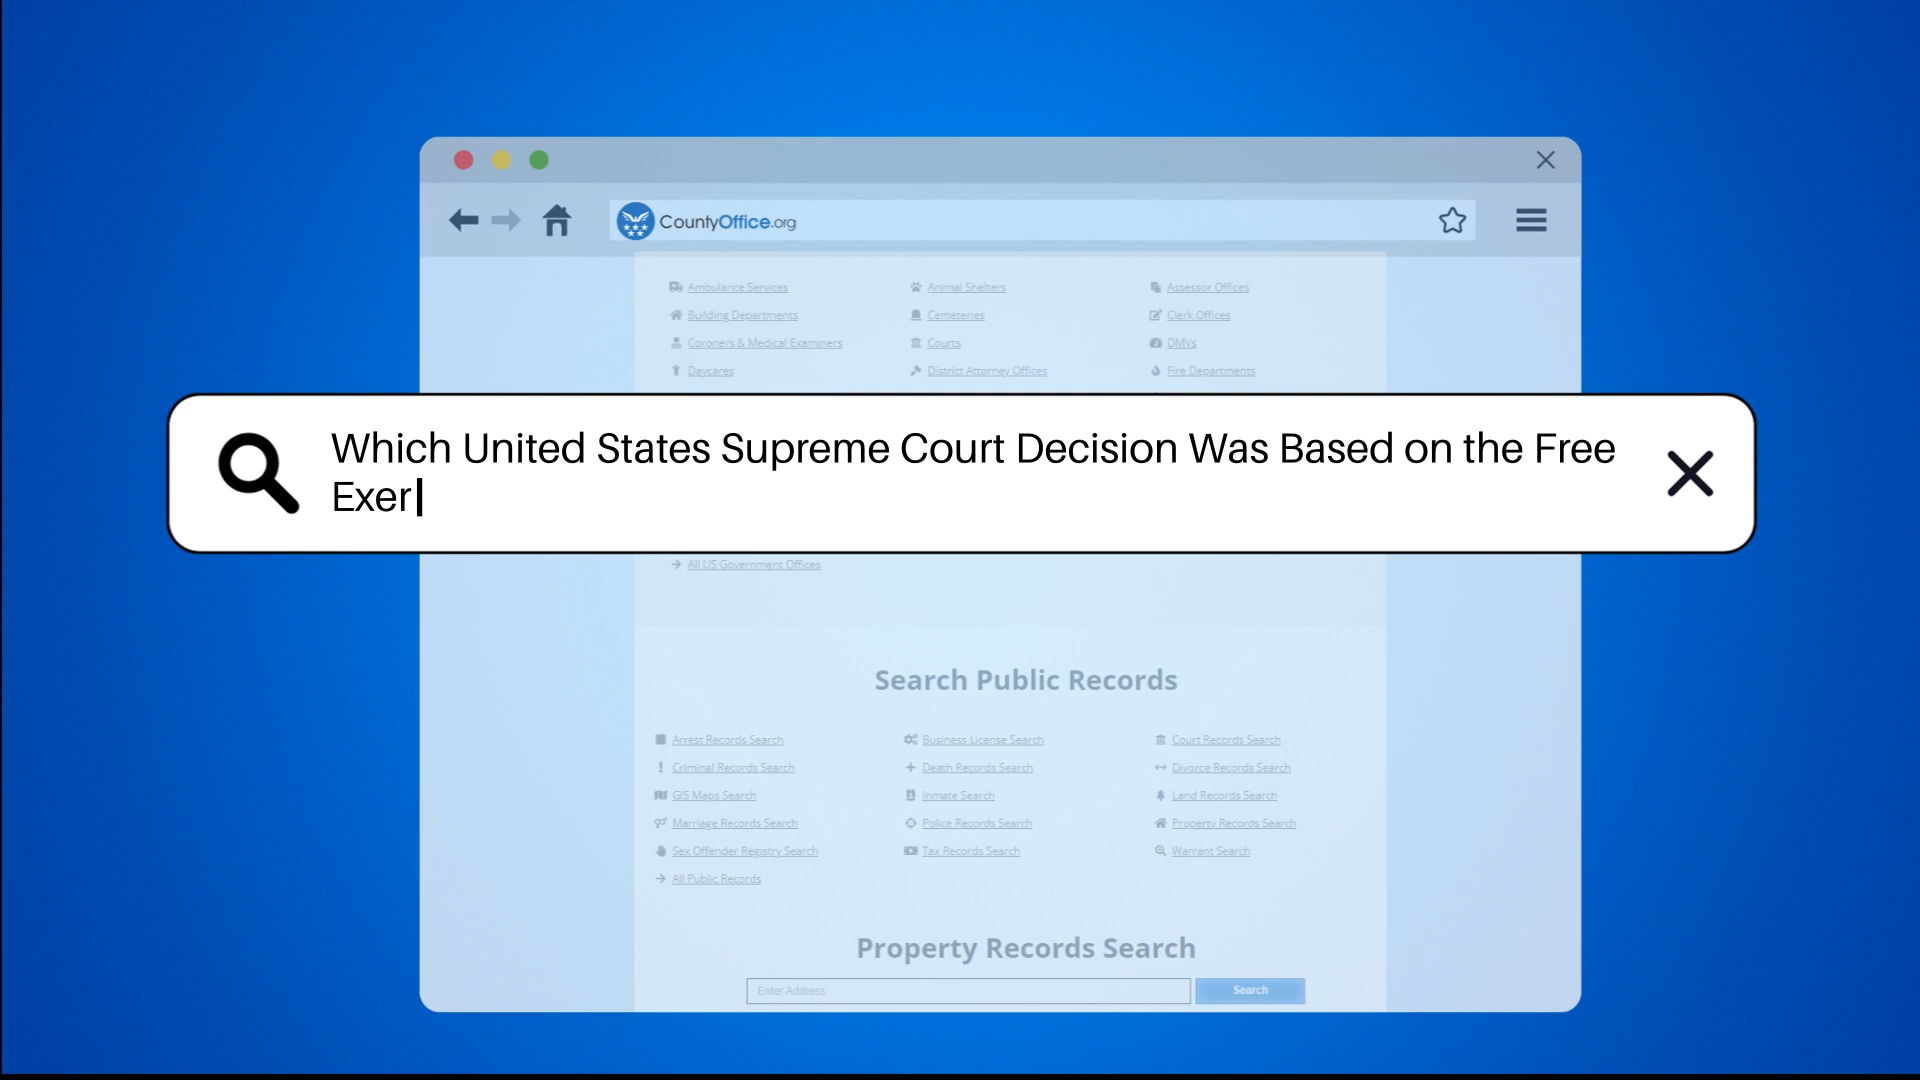 CountyOffice.org
Ambulance Services Animal Shelters Assessor Offices
Building Departments Cemeteries Clerk Offices
Coroners & Medical Examiners Courts DMVs
Daycares District Attorney Offices Fire Departments
Which United States Supreme Court Decision Was Based on the Free
Exer
All US Government Offices
Search Public Records
Arrest Records Search Business License Search Court Records Search
Criminal Records Search Death Records Search Divorce Records Search
GIS Maps Search Inmate Search Land Records Search
Marriage Records Search Police Records Search Property Records Search
Sex Offender Registry Search Tax Records Search Warrant Search
All Public Records
Property Records Search
Enter Address Search